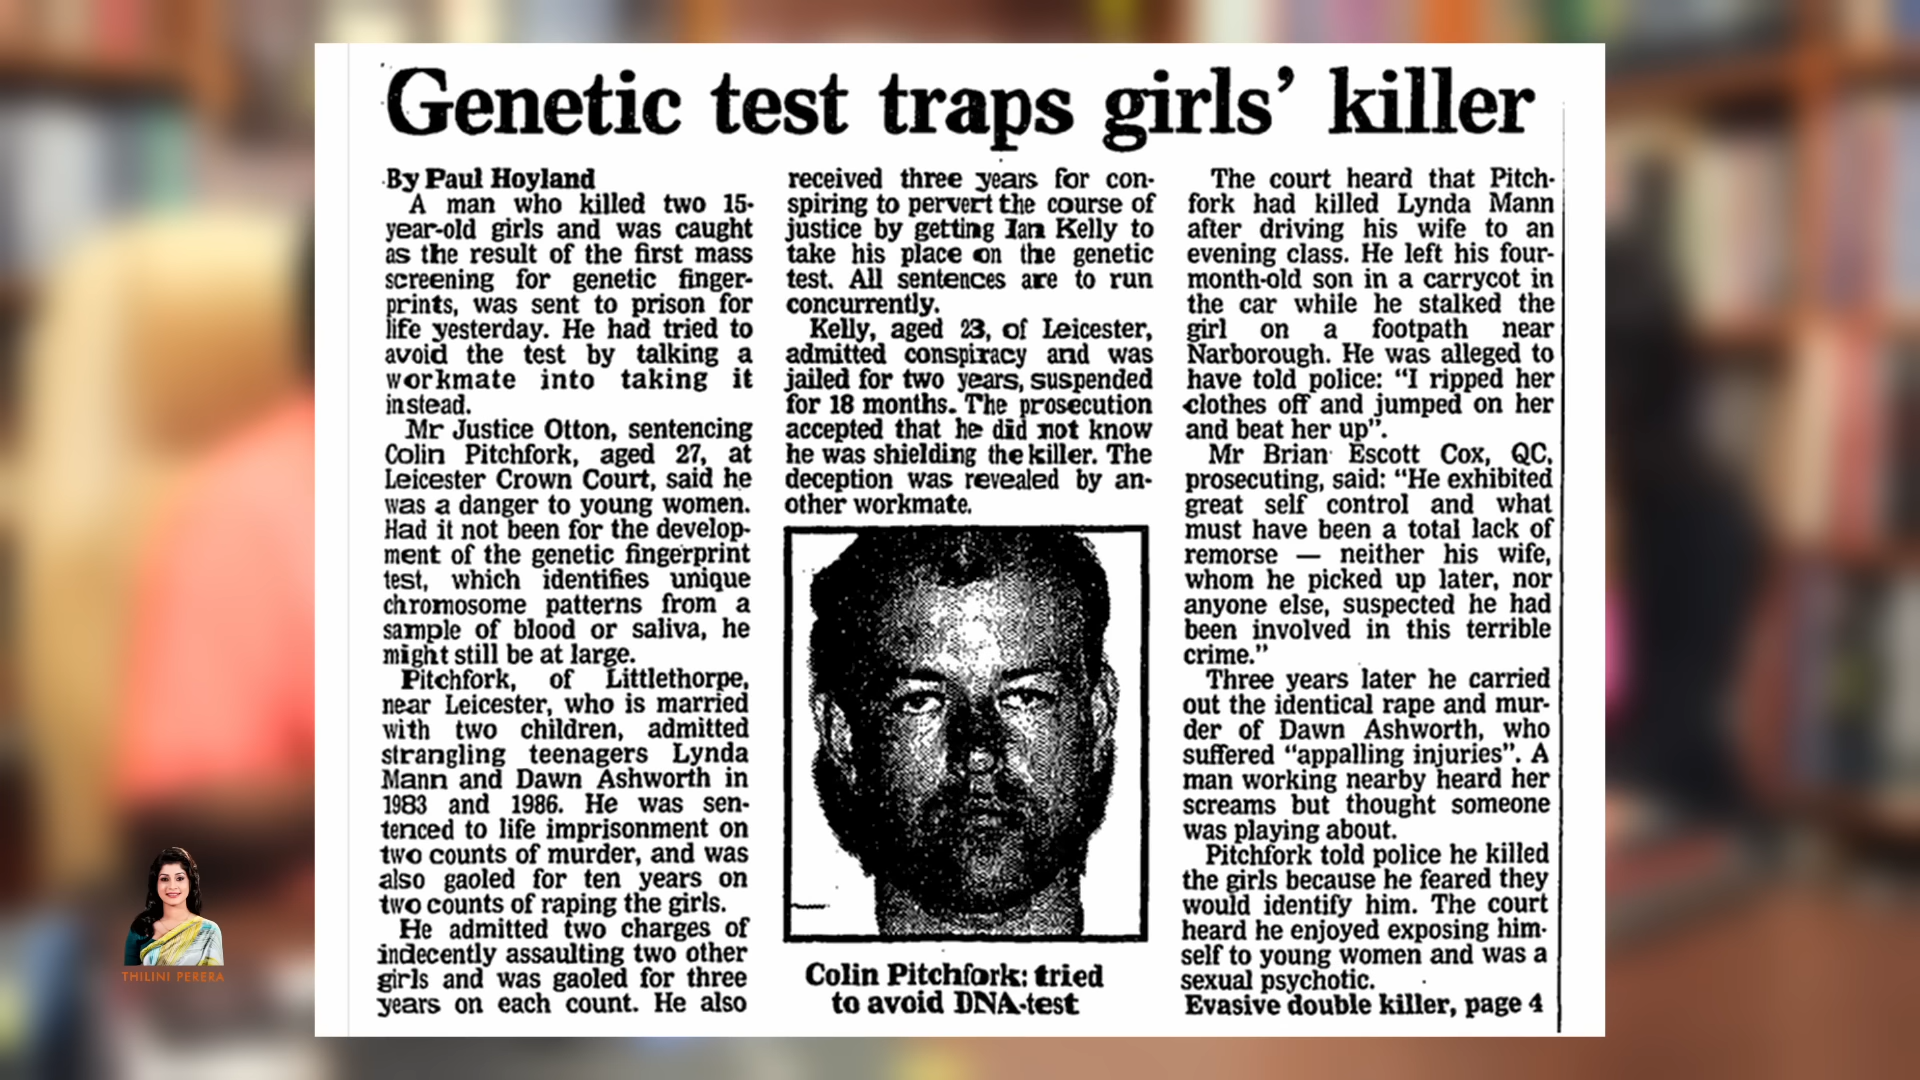 Genetic test traps girls' killer
By Paul Hoyland
A man who killed two 15-
year-old girls and was caught
as the result of the first mass
screening for genetic finger-
prints, was sent to prison for
life yesterday. He had tried to
avoid the test by talking a
workmate into taking it
instead.
Mr Justice Otton, sentencing
Colin Pitchfork, aged 27, at
Leicester Crown Court, said he
was a danger to young women.
Had it not been for the develop-
ment of the genetic fingerprint
test, which identifies unique
chromosome patterns from a
sample of blood or saliva, he
might still be at large.
Pitchfork, of Littlethorpe,
near Leicester, who is married
with two children, admitted
strangling teenagers Lynda
Mann and Dawn Ashworth in
1983 and 1986. He was sen-
tenced to life imprisonment on
two counts of murder, and was
also gaoled for ten years on
two counts of raping the girls.
He admitted two charges of
indecently assaulting two other
girls and was gaoled for three
years on each count. He also
received three years for con-
spiring to pervert the course of
justice by getting Ian Kelly to
take his place on the genetic
test. All sentences are to run
concurrently.
Kelly, aged 23, of Leicester,
admitted conspiracy and was
jailed for two years, suspended
for 18 months. The prosecution
accepted that he did not know
he was shielding the killer. The
deception was revealed by an-
other workmate.
Colin Pitchfork: tried
to avoid DNA-test
The court heard that Pitch-
fork had killed Lynda Mann
after driving his wife to an
evening class. He left his four-
month-old son in a carrycot in
the car while he stalked the
girl on a footpath near
Narborough. He was alleged to
have told police: "I ripped her
clothes off and jumped on her
and beat her up".
Mr Brian Escott Cox, QC,
prosecuting, said: "He exhibited
great self control and what
must have been a total lack of
remorse — neither his wife,
whom he picked up later, nor
anyone else, suspected he had
been involved in this terrible
crime."
Three years later he carried
out the identical rape and mur-
der of Dawn Ashworth, who
suffered "appalling injuries". A
man working nearby heard her
screams but thought someone
was playing about.
Pitchfork told police he killed
the girls because he feared they
would identify him. The court
heard he enjoyed exposing him-
self to young women and was a
sexual psychotic.
Evasive double killer, page 4
THILINI PERERA